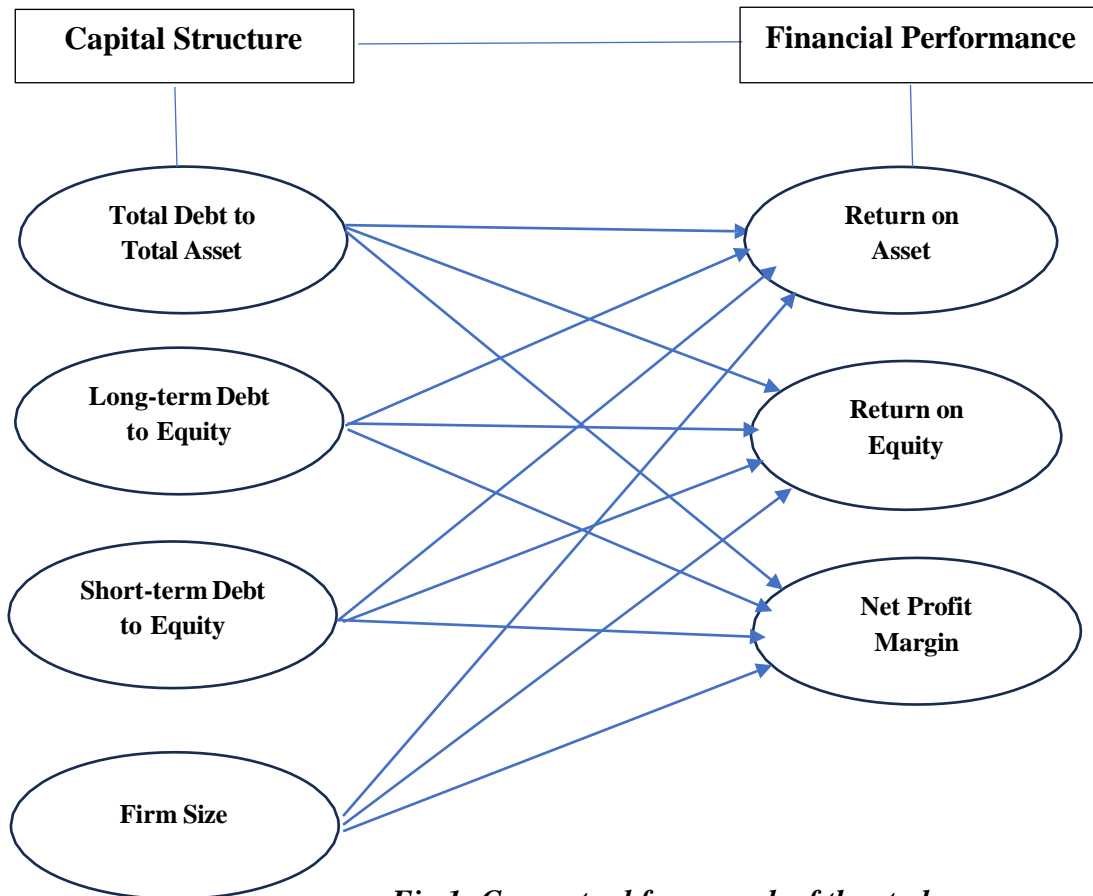 Capital Structure
Financial Performance
Total Debt to
Total Asset
Return on
Asset
Long-term Debt
to Equity
Return on
Equity
Short-term Debt
to Equity
Net Profit
Margin
Firm Size